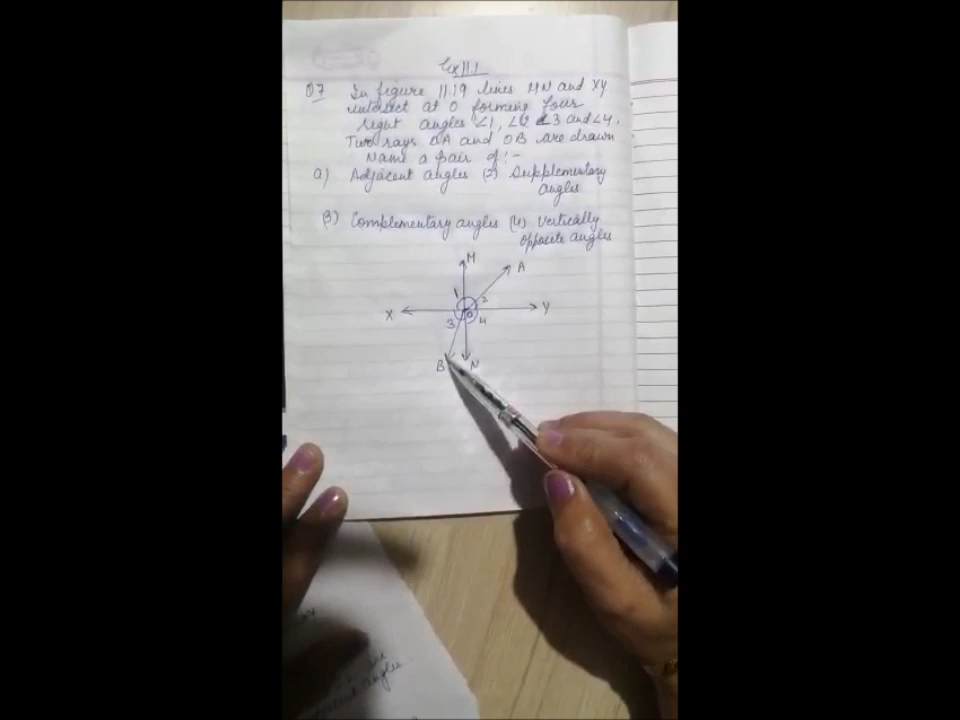 Ex 11.1
Q7 In figure 11.19 lines MN and XY
intersect at O forming four
right angles ∠1, ∠2 ∠3 and ∠4.
Two rays OA and OB are drawn
Name a pair of :-
a) Adjacent angles (2) Supplementary
angles
(3) Complementary angles (4) Vertically
opposite angles
M
A
1
2
X
O
Y
3
4
B
N
angles